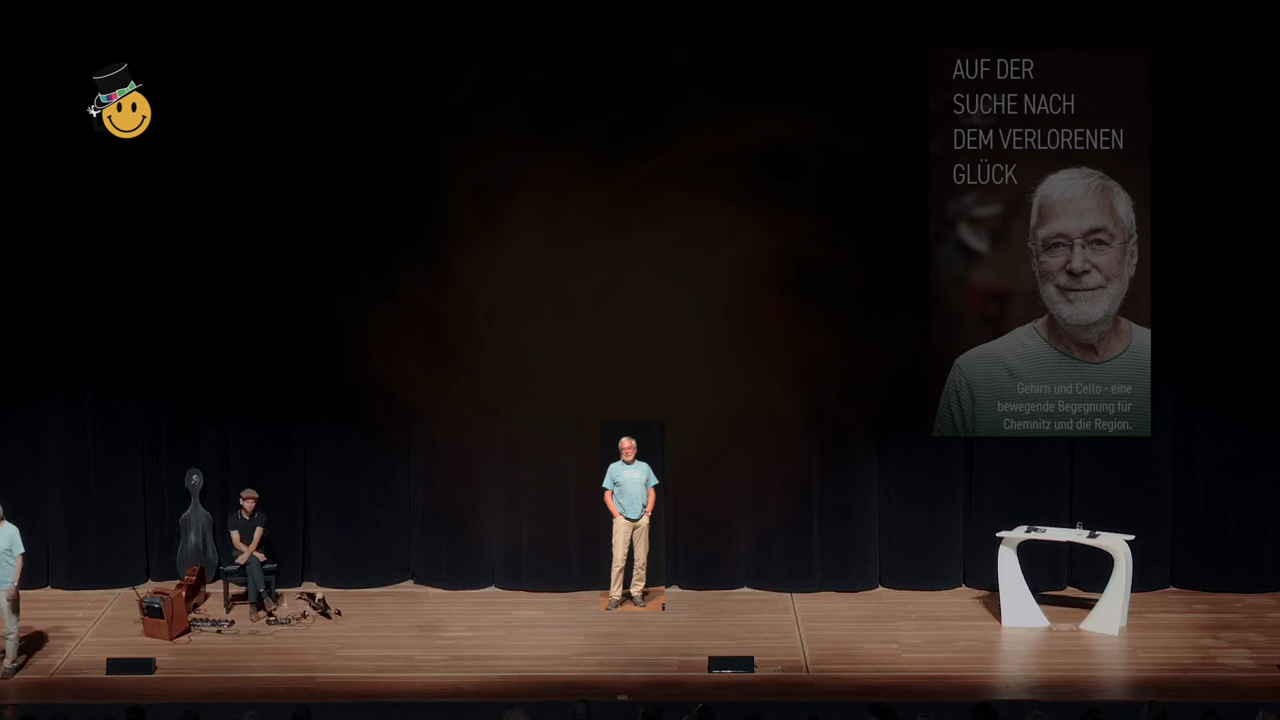 AUF DER
SUCHE NACH
DEM VERLORENEN
GLÜCK
Gehirn und Cello - eine
bewegende Begegnung für
Chemnitz und die Region.